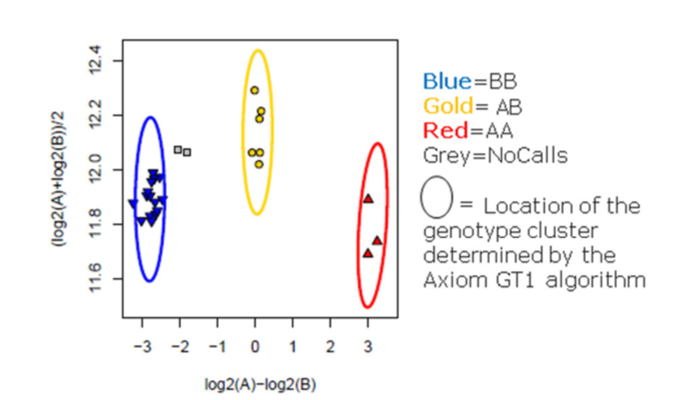 12.4
12.2
12.0
11.8
11.6
(log2(A)+log2(B))/2
−3 −2 −1 0 1 2 3
log2(A)−log2(B)
Blue=BB
Gold= AB
Red=AA
Grey=NoCalls
= Location of the
genotype cluster
determined by the
Axiom GT1 algorithm